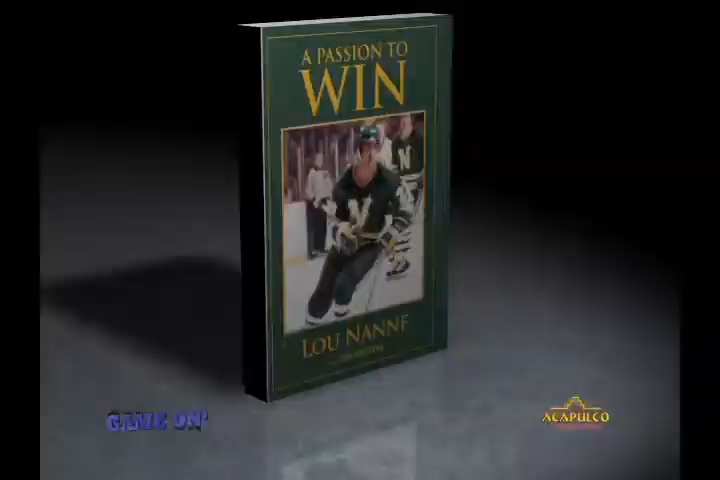 A PASSION TO
WIN
N
N
LOU NANNE
GAME ON!
ACAPULCO